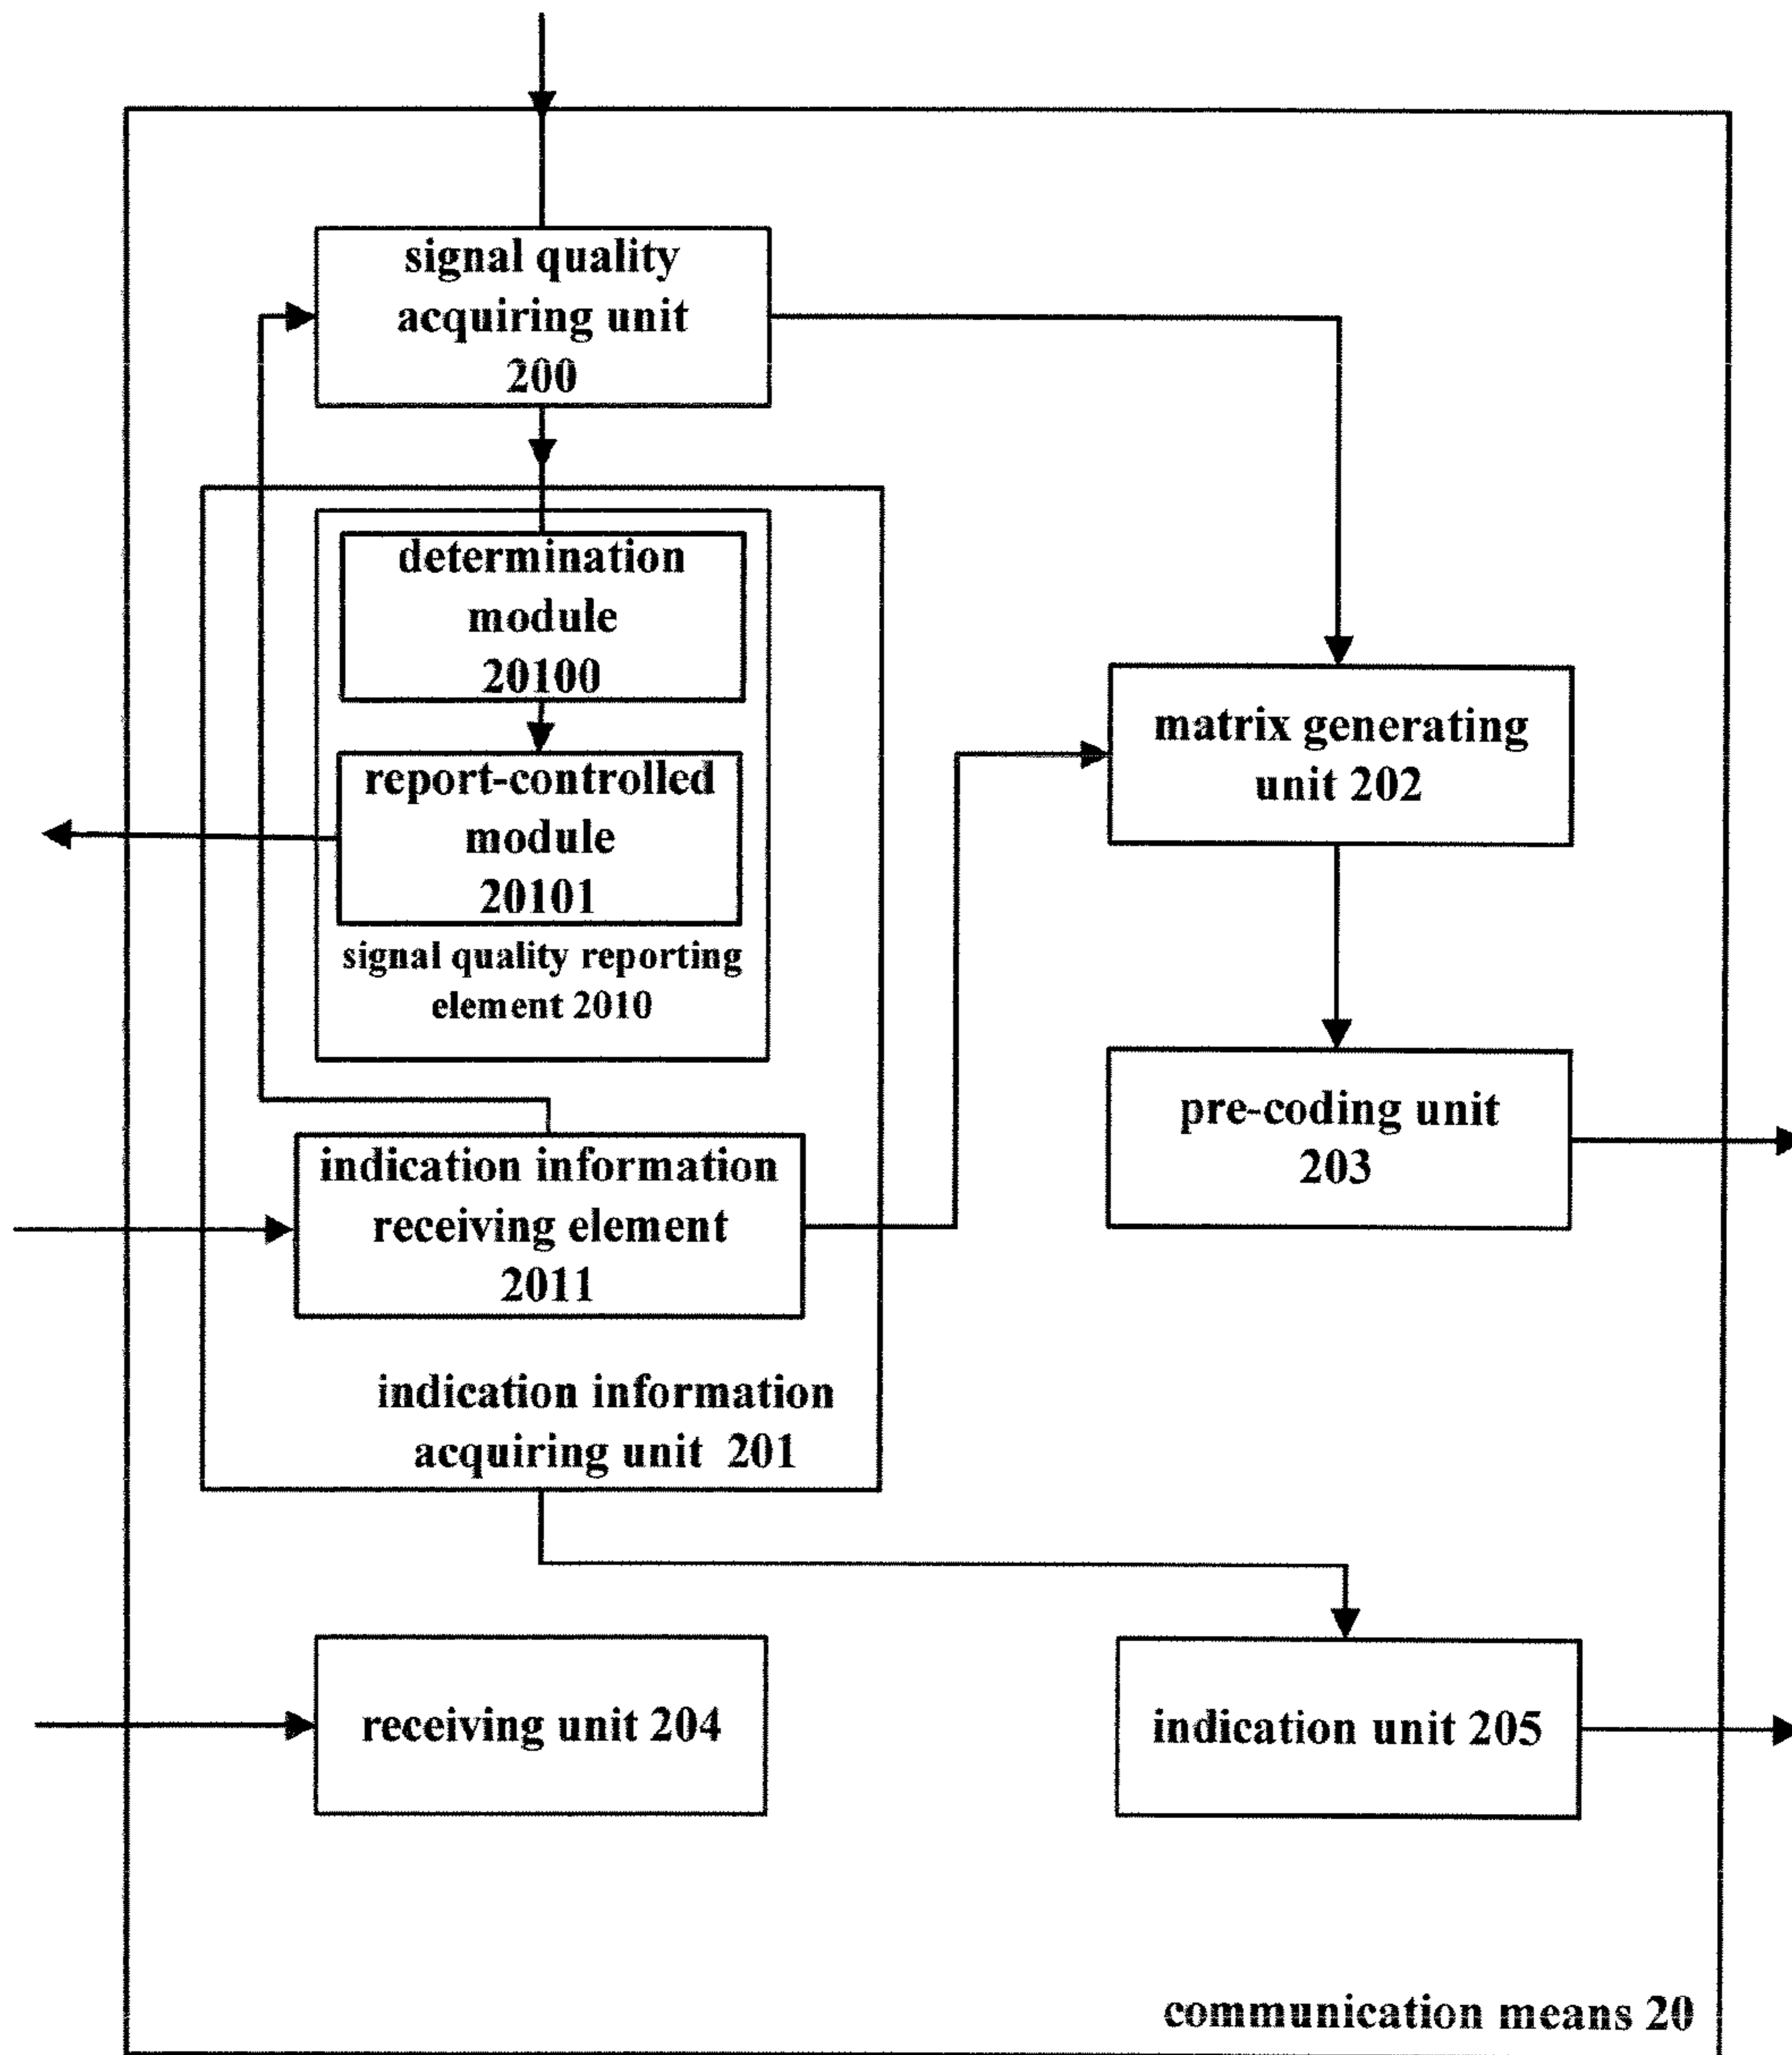 signal quality
acquiring unit
200
determination
module
20100
report-controlled
module
20101
signal quality reporting
element 2010
matrix generating
unit 202
pre-coding unit
203
indication information
receiving element
2011
indication information
acquiring unit 201
receiving unit 204
indication unit 205
communication means 20